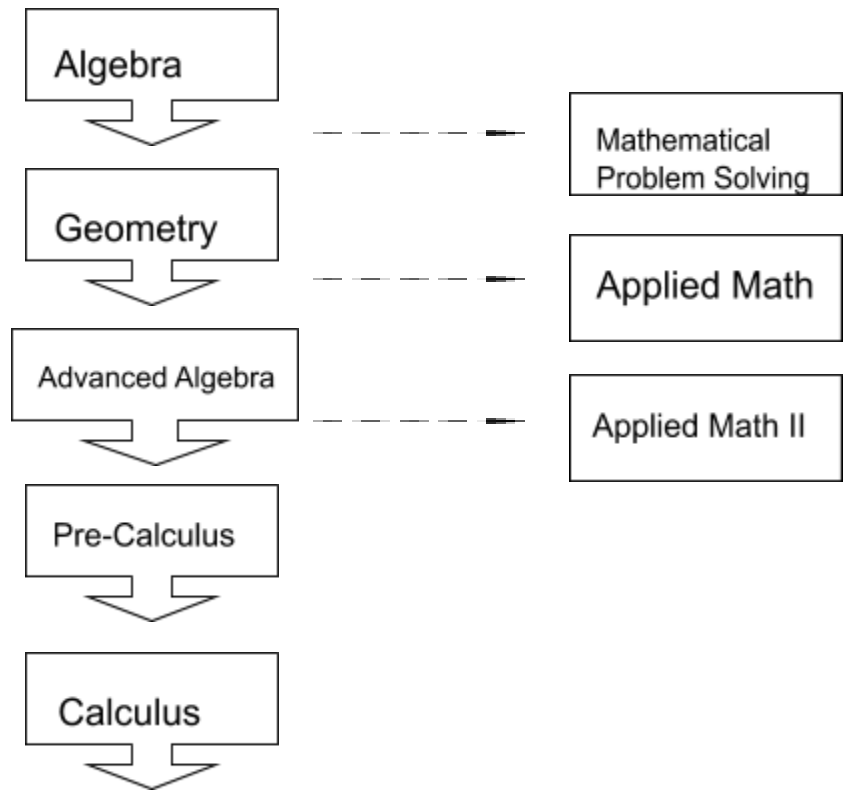 Algebra
Mathematical
Problem Solving
Geometry
Applied Math
Advanced Algebra
Applied Math II
Pre-Calculus
Calculus